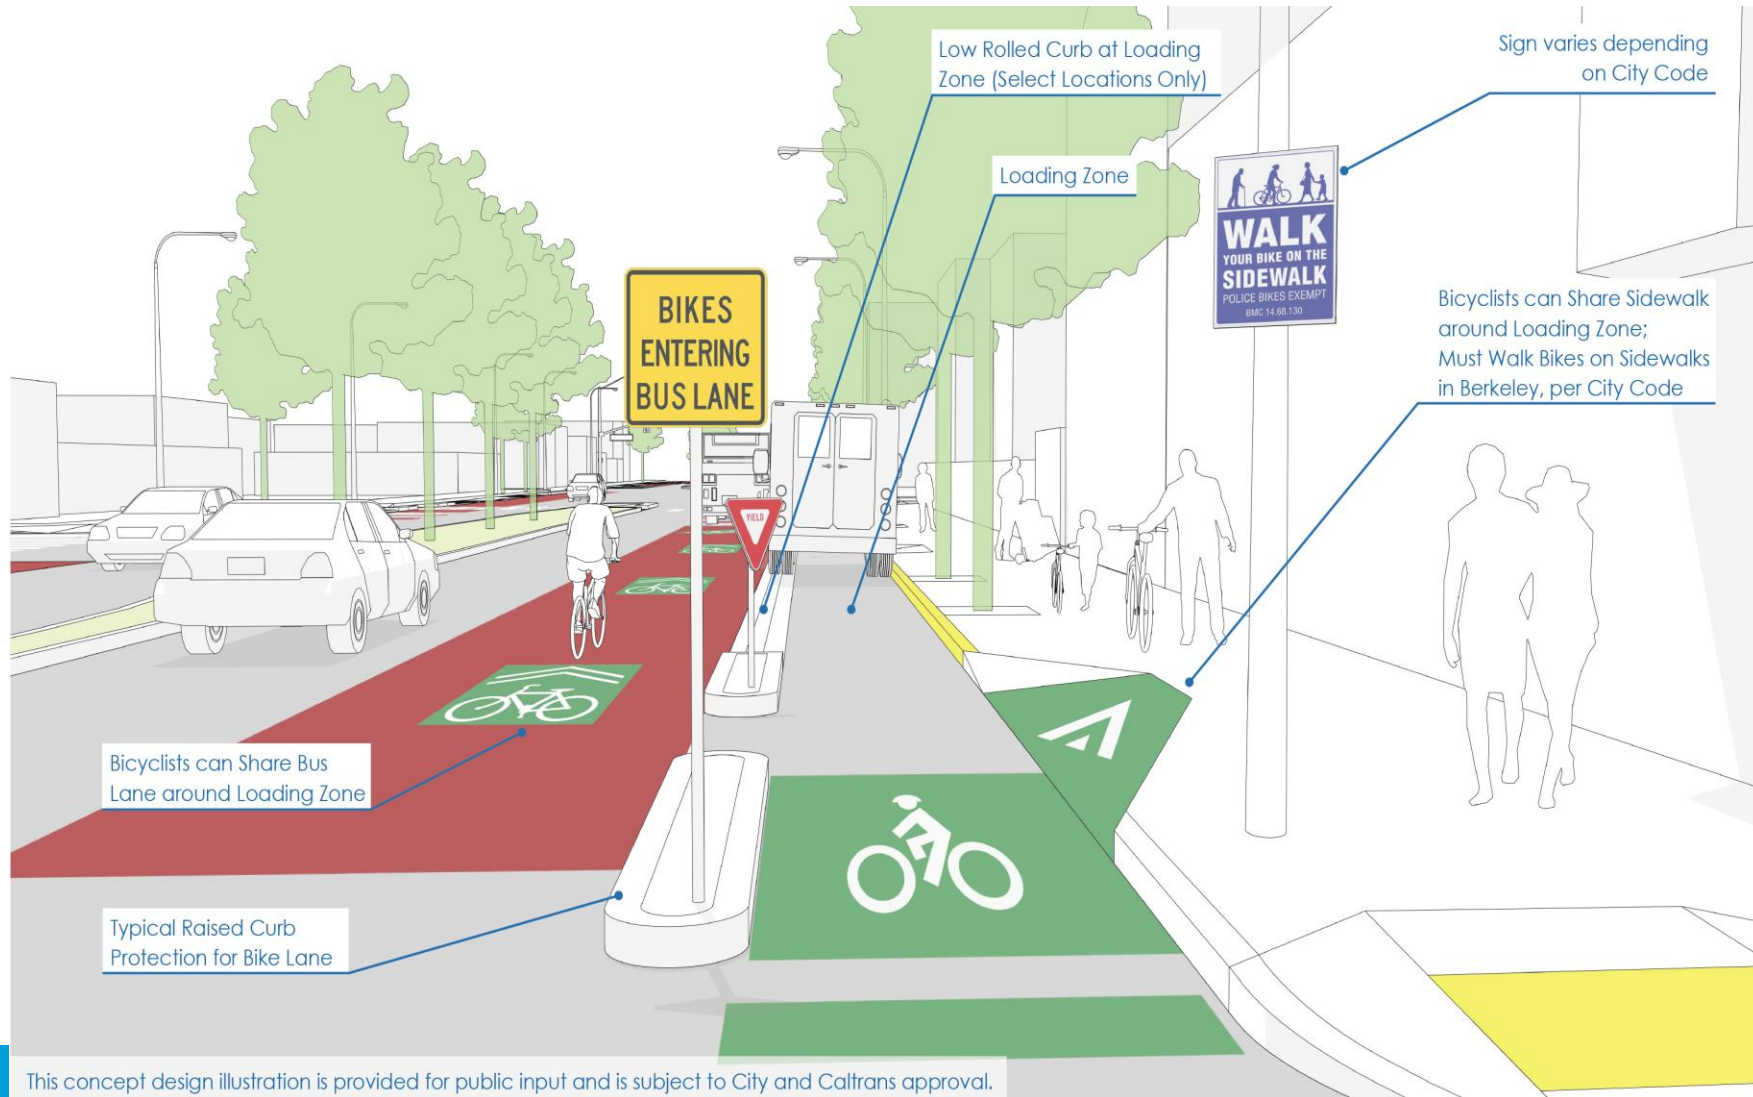 Low Rolled Curb at Loading
Zone (Select Locations Only)
Sign varies depending
on City Code
Loading Zone
WALK
YOUR BIKE ON THE
SIDEWALK
POLICE BIKES EXEMPT
BMC 14.68.130
BIKES
ENTERING
BUS LANE
Bicyclists can Share Sidewalk
around Loading Zone;
Must Walk Bikes on Sidewalks
in Berkeley, per City Code
YIELD
Bicyclists can Share Bus
Lane around Loading Zone
Typical Raised Curb
Protection for Bike Lane
This concept design illustration is provided for public input and is subject to City and Caltrans approval.